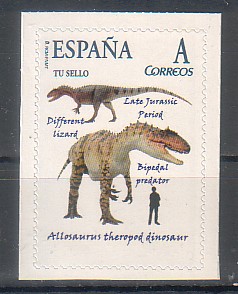 ESPAÑA A
TU SELLO CORREOS
Late Jurassic
Period
Different
lizard
Bipedal
predator
Allosaurus theropod dinosaur